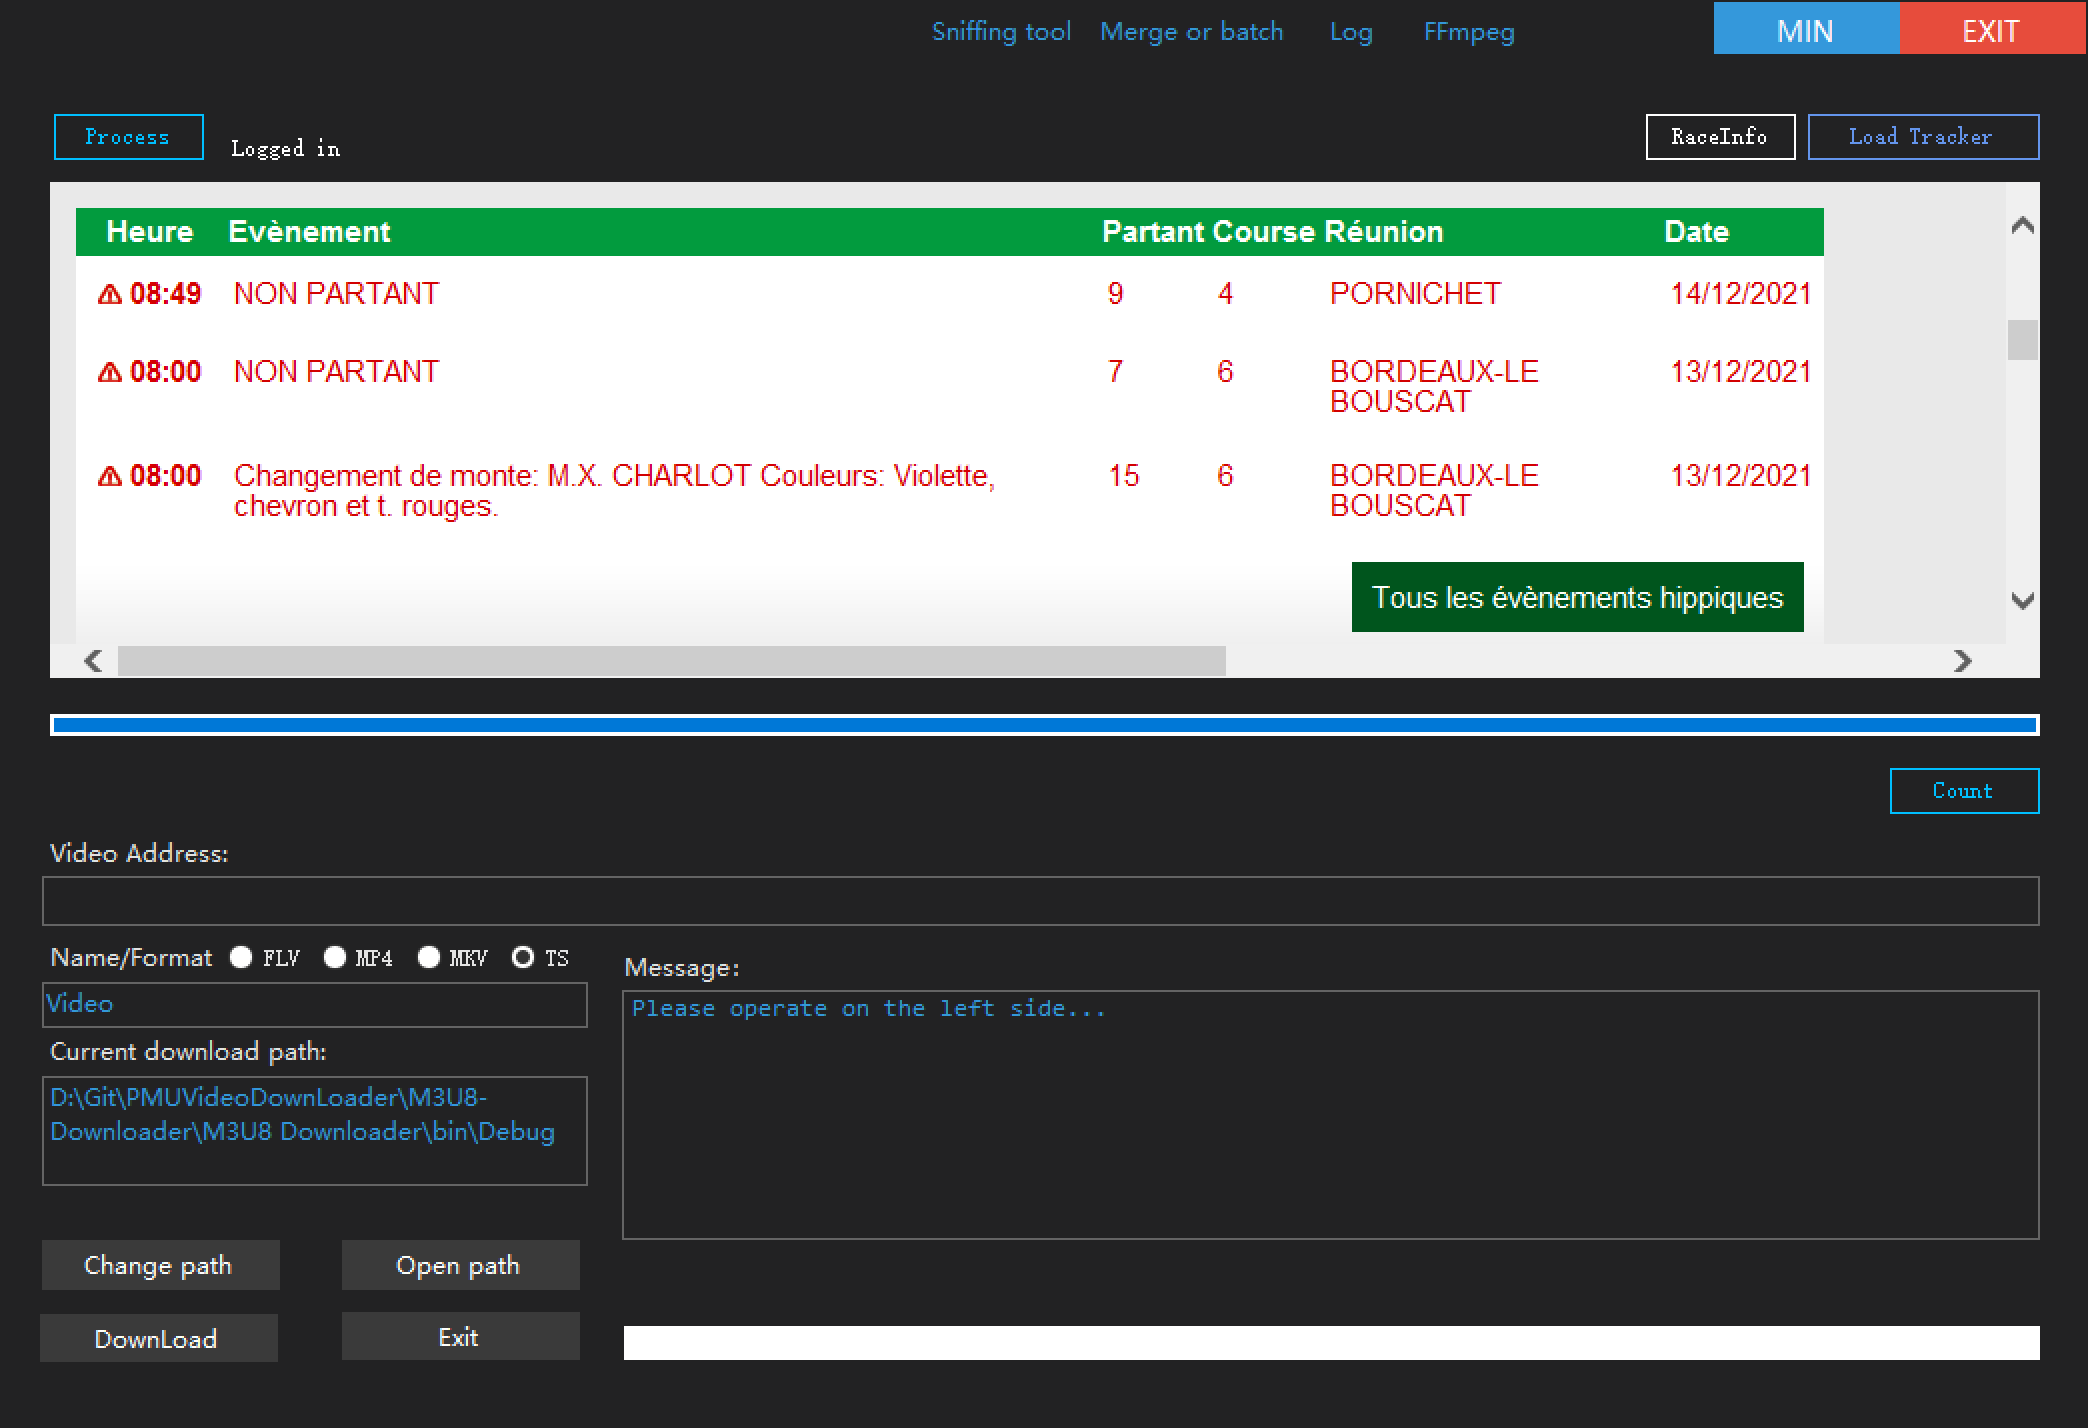 Sniffing tool Merge or batch Log FFmpeg MIN EXIT
Process Logged in RaceInfo Load Tracker
Heure Evènement Partant Course Réunion Date
08:49 NON PARTANT 9 4 PORNICHET 14/12/2021
08:00 NON PARTANT 7 6 BORDEAUX-LE 13/12/2021
BOUSCAT
08:00 Changement de monte: M.X. CHARLOT Couleurs: Violette, 15 6 BORDEAUX-LE 13/12/2021
chevron et t. rouges. BOUSCAT
Tous les évènements hippiques
Count
Video Address:
Name/Format FLV MP4 MKV TS
Video
Current download path:
D:\Git\PMUVideoDownLoader\M3U8-
Downloader\M3U8 Downloader\bin\Debug
Change path Open path
DownLoad Exit
Message:
Please operate on the left side...